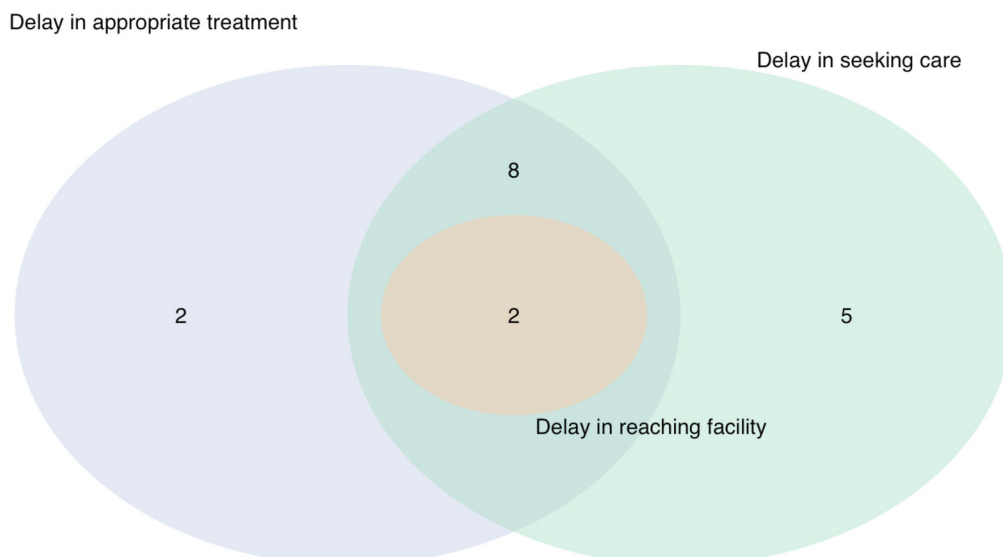 Delay in appropriate treatment
Delay in seeking care
8
2
2
5
Delay in reaching facility